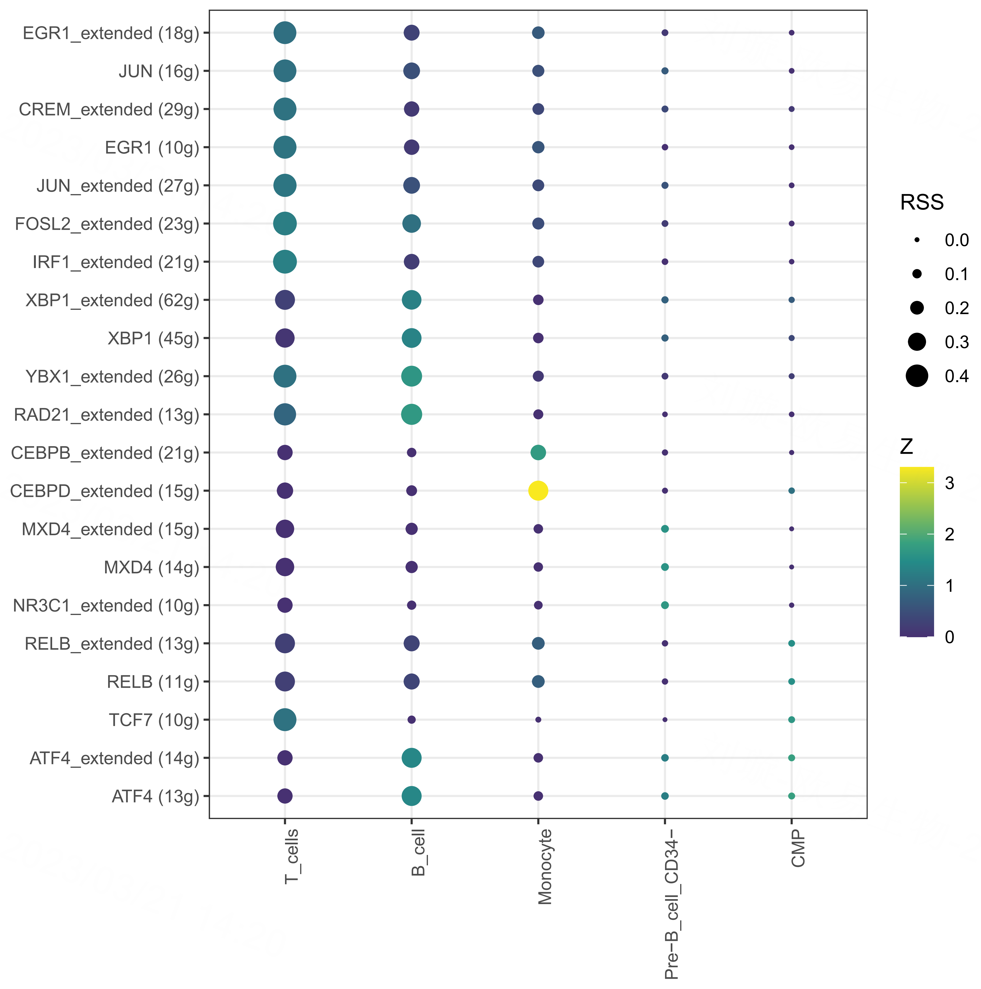 EGR1_extended (18g)
JUN (16g)
CREM_extended (29g)
EGR1 (10g)
JUN_extended (27g)
FOSL2_extended (23g)
IRF1_extended (21g)
XBP1_extended (62g)
XBP1 (45g)
YBX1_extended (26g)
RAD21_extended (13g)
CEBPB_extended (21g)
CEBPD_extended (15g)
MXD4_extended (15g)
MXD4 (14g)
NR3C1_extended (10g)
RELB_extended (13g)
RELB (11g)
TCF7 (10g)
ATF4_extended (14g)
ATF4 (13g)
T_cells
B_cell
Monocyte
Pre−B_cell_CD34−
CMP
RSS
0.0
0.1
0.2
0.3
0.4
Z
3
2
1
0